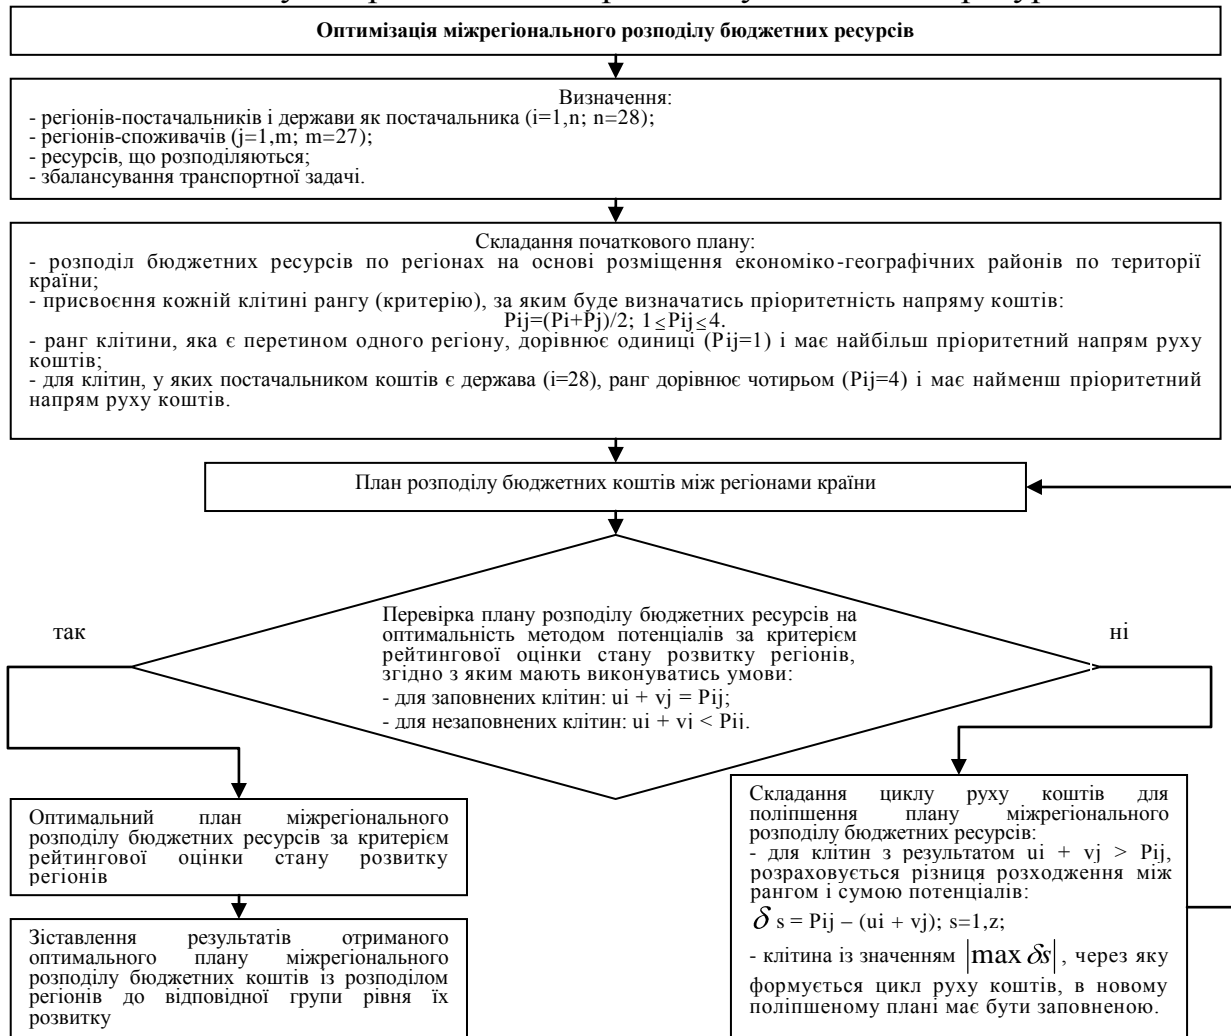 Оптимізація міжрегіонального розподілу бюджетних ресурсів
Визначення:
- регіонів-постачальників і держави як постачальника (i=1,n; n=28);
- регіонів-споживачів (j=1,m; m=27);
- ресурсів, що розподіляються;
- збалансування транспортної задачі.
Складання початкового плану:
- розподіл бюджетних ресурсів по регіонах на основі розміщення економіко-географічних районів по території
країни;
- присвоєння кожній клітині рангу (критерію), за яким буде визначатись пріоритетність напряму коштів:
Pij=(Pi+Pj)/2; 1≤Pij≤4.
- ранг клітини, яка є перетином одного регіону, дорівнює одиниці (Pij=1) і має найбільш пріоритетний напрям руху
коштів;
- для клітин, у яких постачальником коштів є держава (i=28), ранг дорівнює чотирьом (Pij=4) і має найменш пріоритетний
напрям руху коштів.
План розподілу бюджетних коштів між регіонами країни
Перевірка плану розподілу бюджетних ресурсів на
оптимальність методом потенціалів за критерієм
рейтингової оцінки стану розвитку регіонів,
згідно з яким мають виконуватись умови:
- для заповнених клітин: ui + vj = Pij;
- для незаповнених клітин: ui + vj < Pij.
так
ні
Оптимальний план міжрегіонального
розподілу бюджетних ресурсів за критерієм
рейтингової оцінки стану розвитку
регіонів
Зіставлення результатів отриманого
оптимального плану міжрегіонального
розподілу бюджетних коштів із розподілом
регіонів до відповідної групи рівня їх
розвитку
Складання циклу руху коштів для
поліпшення плану міжрегіонального
розподілу бюджетних ресурсів:
- для клітин з результатом ui + vj > Pij,
розраховується різниця розходження між
рангом і сумою потенціалів:
δ s = Pij – (ui + vj); s=1,z;
- клітина із значенням |max δs|, через яку
формується цикл руху коштів, в новому
поліпшеному плані має бути заповненою.